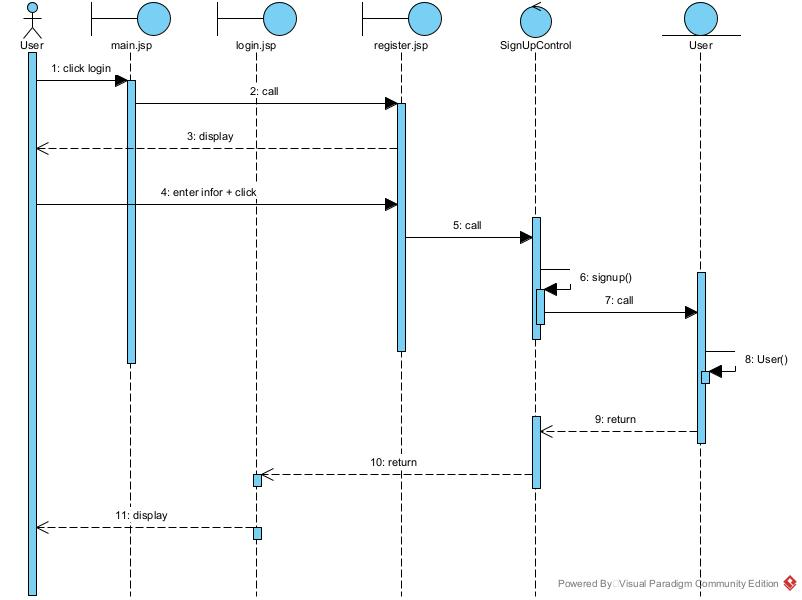 User
main.jsp
login.jsp
register.jsp
SignUpControl
User
1: click login
2: call
3: display
4: enter infor + click
5: call
6: signup()
7: call
8: User()
9: return
10: return
11: display
Powered By Visual Paradigm Community Edition